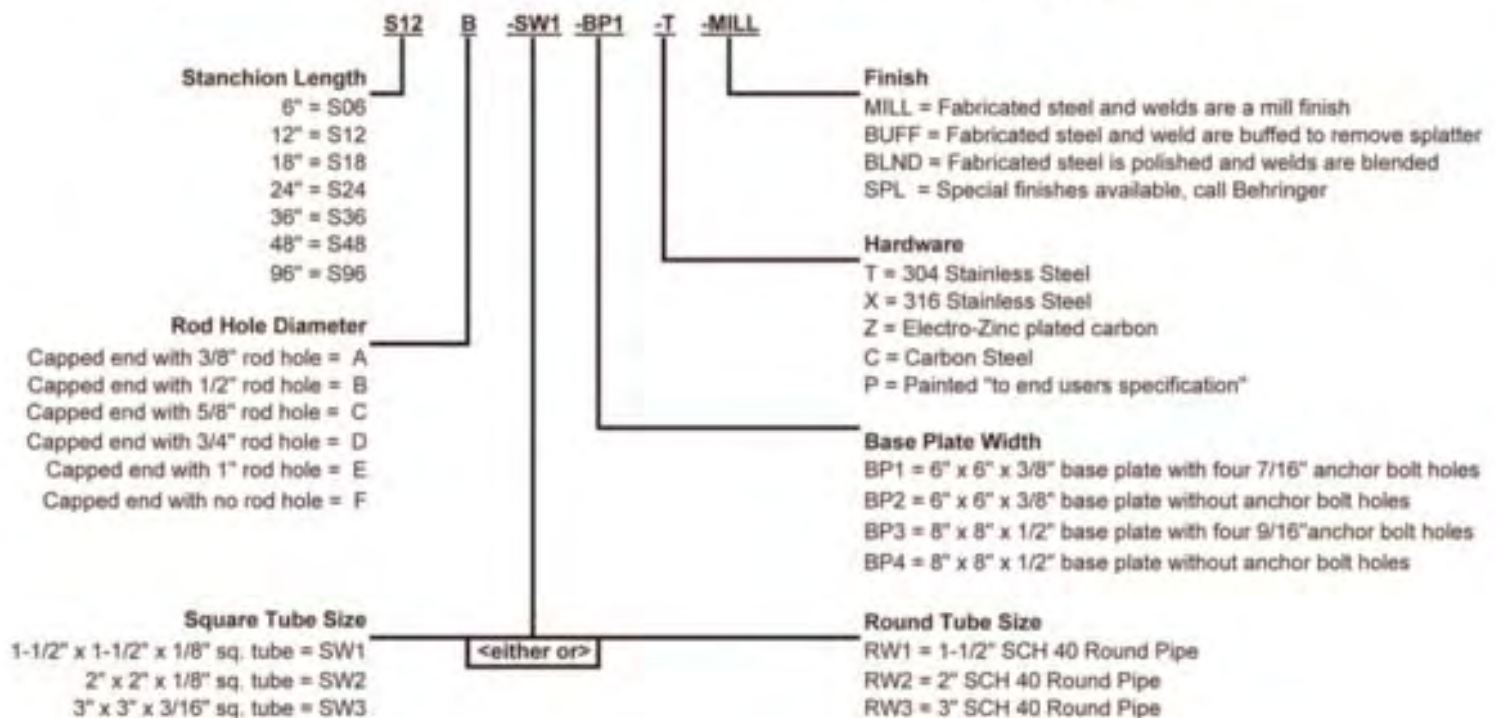 S12 B -SW1 -BP1 -T -MILL
Stanchion Length
6" = S06
12" = S12
18" = S18
24" = S24
36" = S36
48" = S48
96" = S96
Rod Hole Diameter
Capped end with 3/8" rod hole = A
Capped end with 1/2" rod hole = B
Capped end with 5/8" rod hole = C
Capped end with 3/4" rod hole = D
Capped end with 1" rod hole = E
Capped end with no rod hole = F
Square Tube Size
1-1/2" x 1-1/2" x 1/8" sq. tube = SW1
2" x 2" x 1/8" sq. tube = SW2
3" x 3" x 3/16" sq. tube = SW3
<either or>
Finish
MILL = Fabricated steel and welds are a mill finish
BUFF = Fabricated steel and weld are buffed to remove splatter
BLND = Fabricated steel is polished and welds are blended
SPL = Special finishes available, call Behringer
Hardware
T = 304 Stainless Steel
X = 316 Stainless Steel
Z = Electro-Zinc plated carbon
C = Carbon Steel
P = Painted "to end users specification"
Base Plate Width
BP1 = 6" x 6" x 3/8" base plate with four 7/16" anchor bolt holes
BP2 = 6" x 6" x 3/8" base plate without anchor bolt holes
BP3 = 8" x 8" x 1/2" base plate with four 9/16"anchor bolt holes
BP4 = 8" x 8" x 1/2" base plate without anchor bolt holes
Round Tube Size
RW1 = 1-1/2" SCH 40 Round Pipe
RW2 = 2" SCH 40 Round Pipe
RW3 = 3" SCH 40 Round Pipe